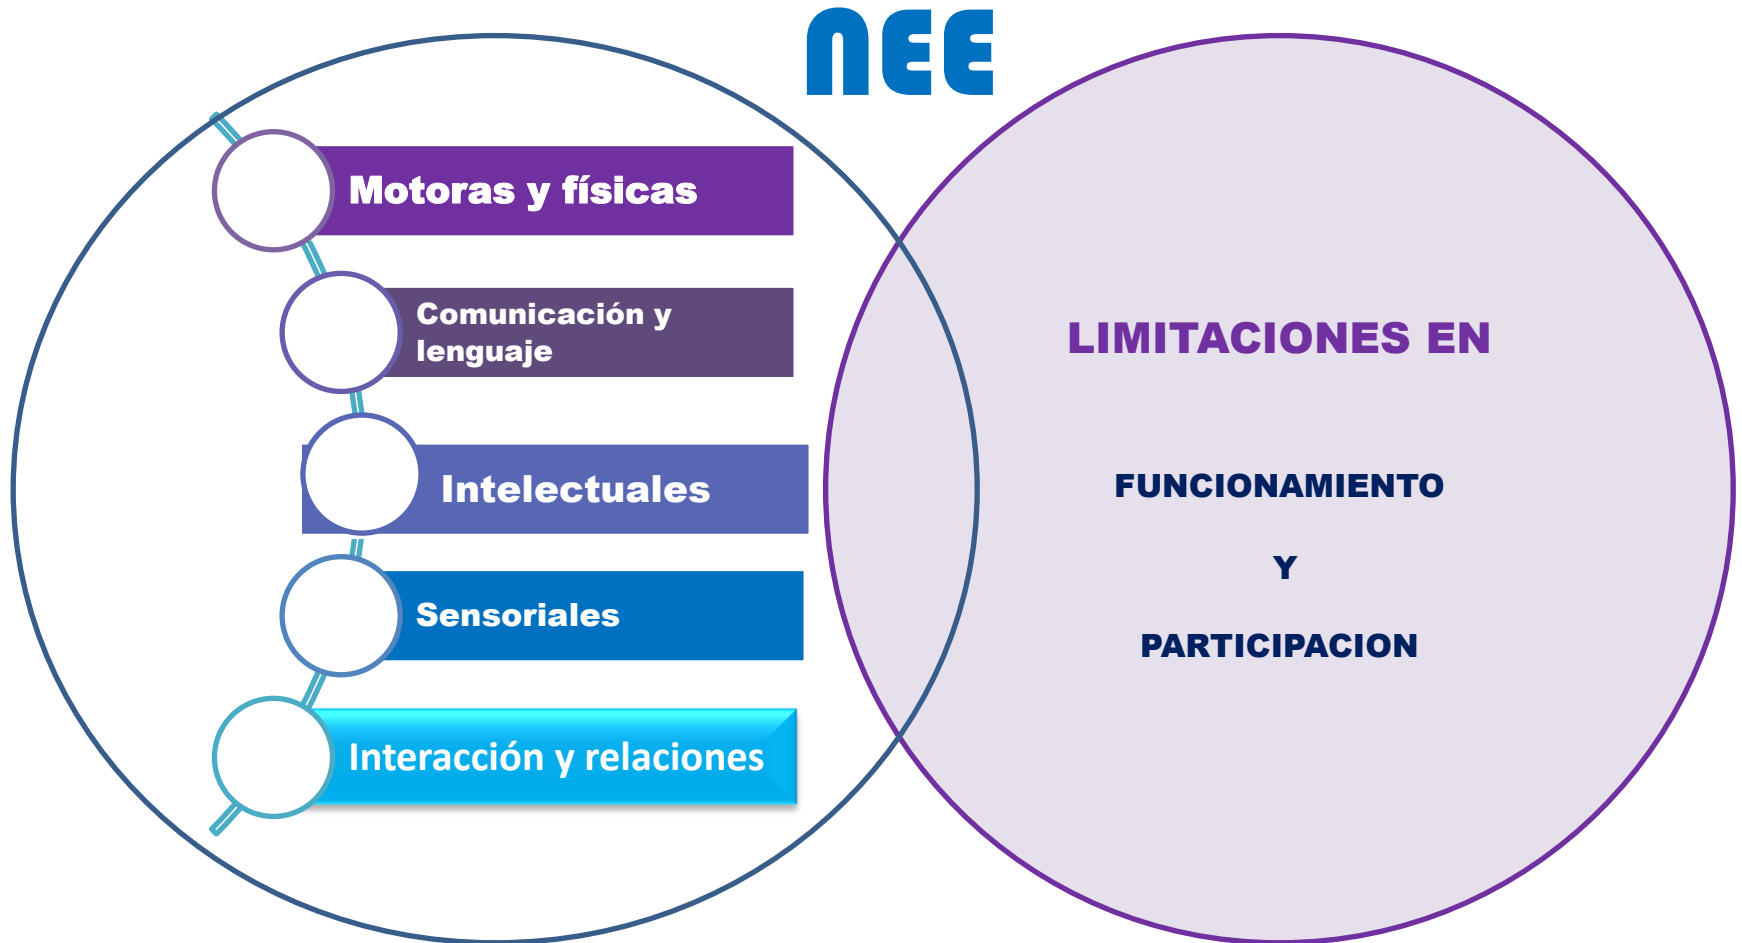 NEE
Motoras y físicas
Comunicación y
lenguaje
Intelectuales
Sensoriales
Interacción y relaciones
LIMITACIONES EN
FUNCIONAMIENTO
Y
PARTICIPACION